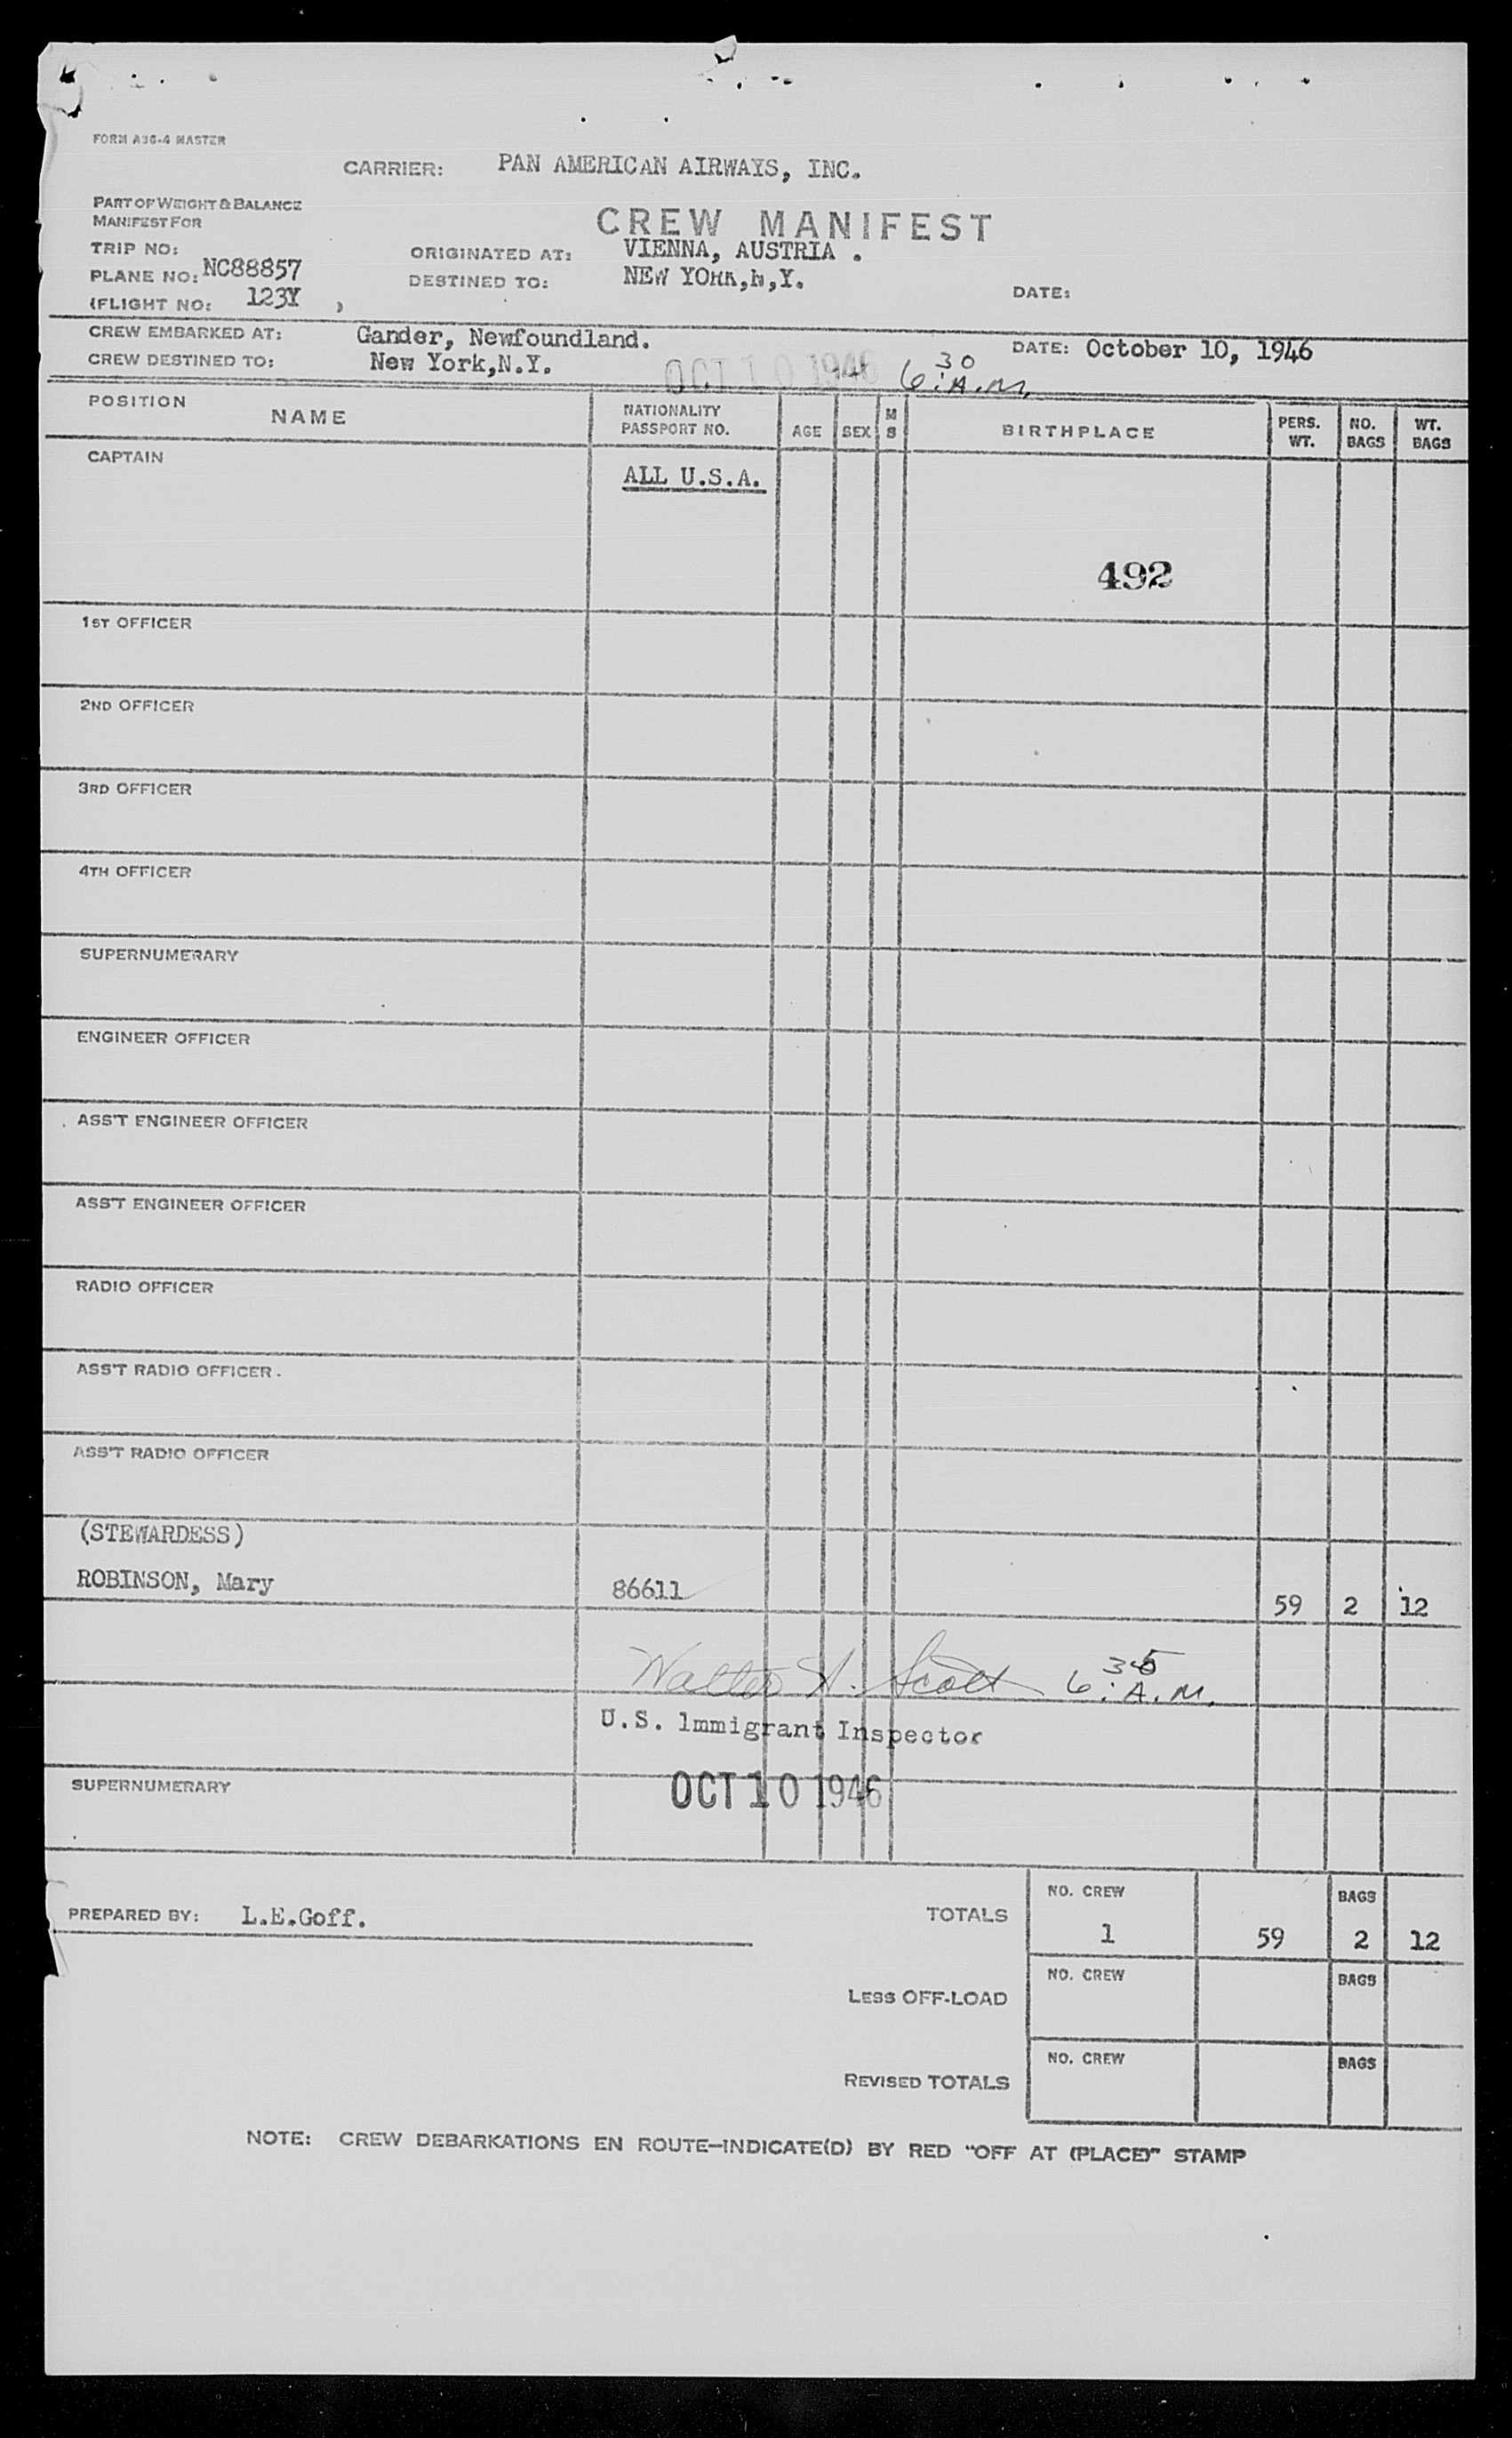 FORM A36-4 MASTER
CARRIER: PAN AMERICAN AIRWAYS, INC.
PART OF WEIGHT & BALANCE
MANIFEST FOR
CREW MANIFEST
TRIP NO:
ORIGINATED AT: VIENNA, AUSTRIA .
PLANE NO: NC88857
DESTINED TO: NEW YORK,N,Y.
DATE:
(FLIGHT NO: 123Y )
CREW EMBARKED AT: Gander, Newfoundland.
DATE: October 10, 1946
CREW DESTINED TO: New York,N.Y.
OCT 10 1946 6:30 A.M.
POSITION NAME NATIONALITY PASSPORT NO. AGE SEX M S BIRTHPLACE PERS. WT. NO. BAGS WT. BAGS
CAPTAIN
ALL U.S.A.
492
1ST OFFICER
2ND OFFICER
3RD OFFICER
4TH OFFICER
SUPERNUMERARY
ENGINEER OFFICER
ASS'T ENGINEER OFFICER
ASS'T ENGINEER OFFICER
RADIO OFFICER
ASS'T RADIO OFFICER.
ASS'T RADIO OFFICER
(STEWARDESS)
ROBINSON, Mary 86611 59 2 12
Walter A. Scott 6:35 A.M.
U.S. lmmigrant Inspector
SUPERNUMERARY
OCT 10 1946
PREPARED BY: L.E.Goff.
TOTALS NO. CREW 1 59 BAGS 2 12
LESS OFF-LOAD NO. CREW BAGS
REVISED TOTALS NO. CREW BAGS
NOTE: CREW DEBARKATIONS EN ROUTE—INDICATE(D) BY RED "OFF AT (PLACE)" STAMP